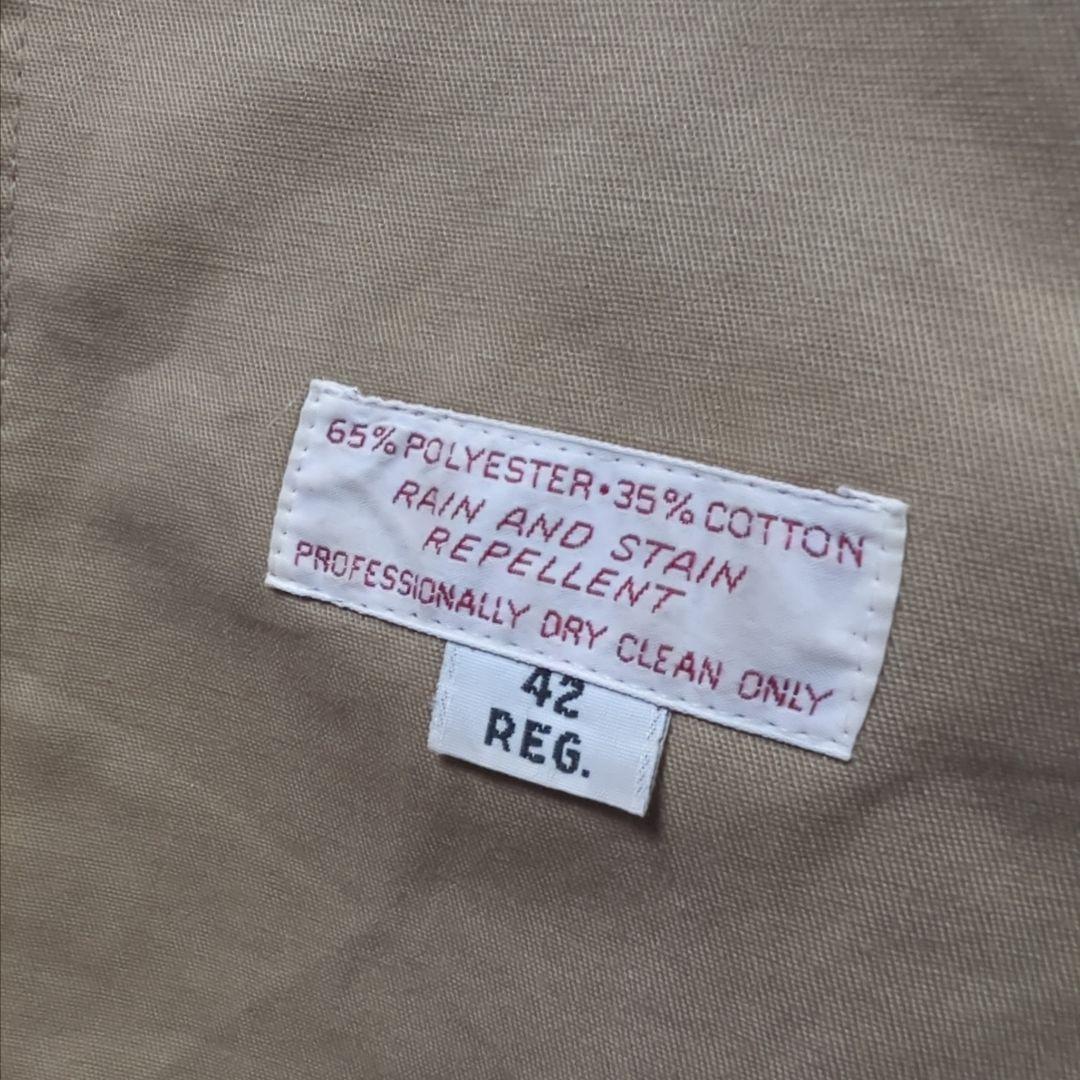 65% POLYESTER • 35% COTTON
RAIN AND STAIN
REPELLENT
PROFESSIONALLY DRY CLEAN ONLY
42
REG.